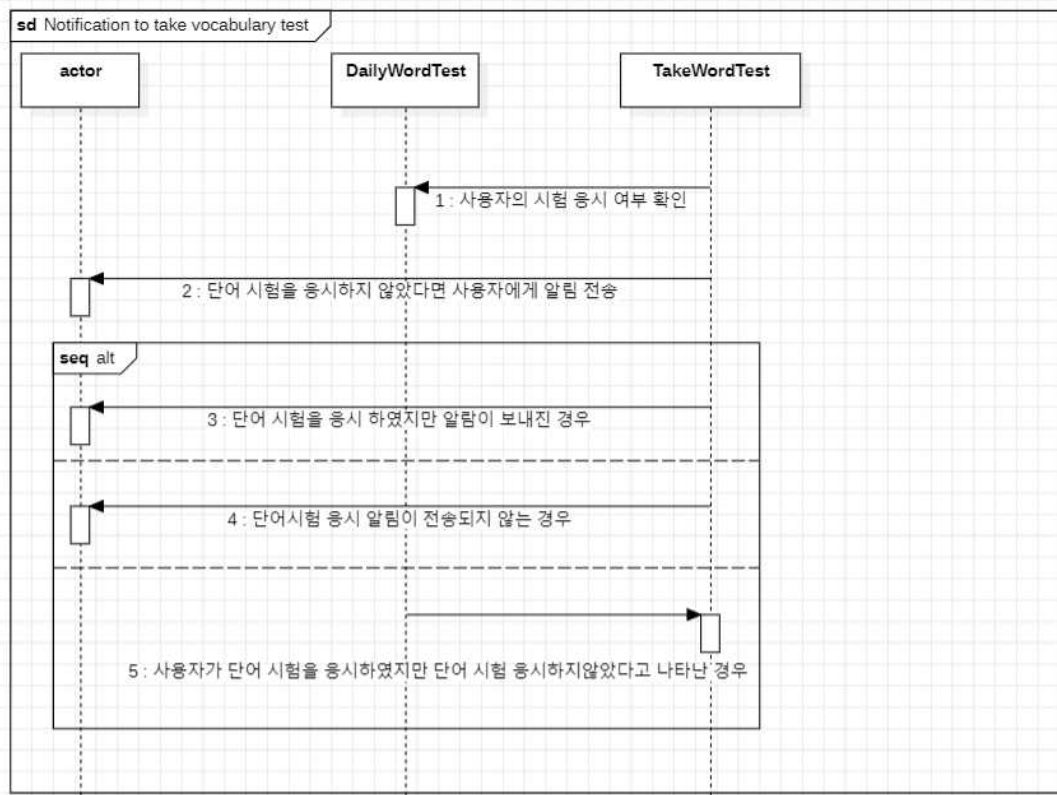 sd Notification to take vocabulary test
actor
DailyWordTest
TakeWordTest
1 : 사용자의 시험 응시 여부 확인
2 : 단어 시험을 응시하지 않았다면 사용자에게 알림 전송
seq alt
3 : 단어 시험을 응시 하였지만 알람이 보내진 경우
4 : 단어시험 응시 알림이 전송되지 않는 경우
5 : 사용자가 단어 시험을 응시하였지만 단어 시험 응시하지않았다고 나타난 경우